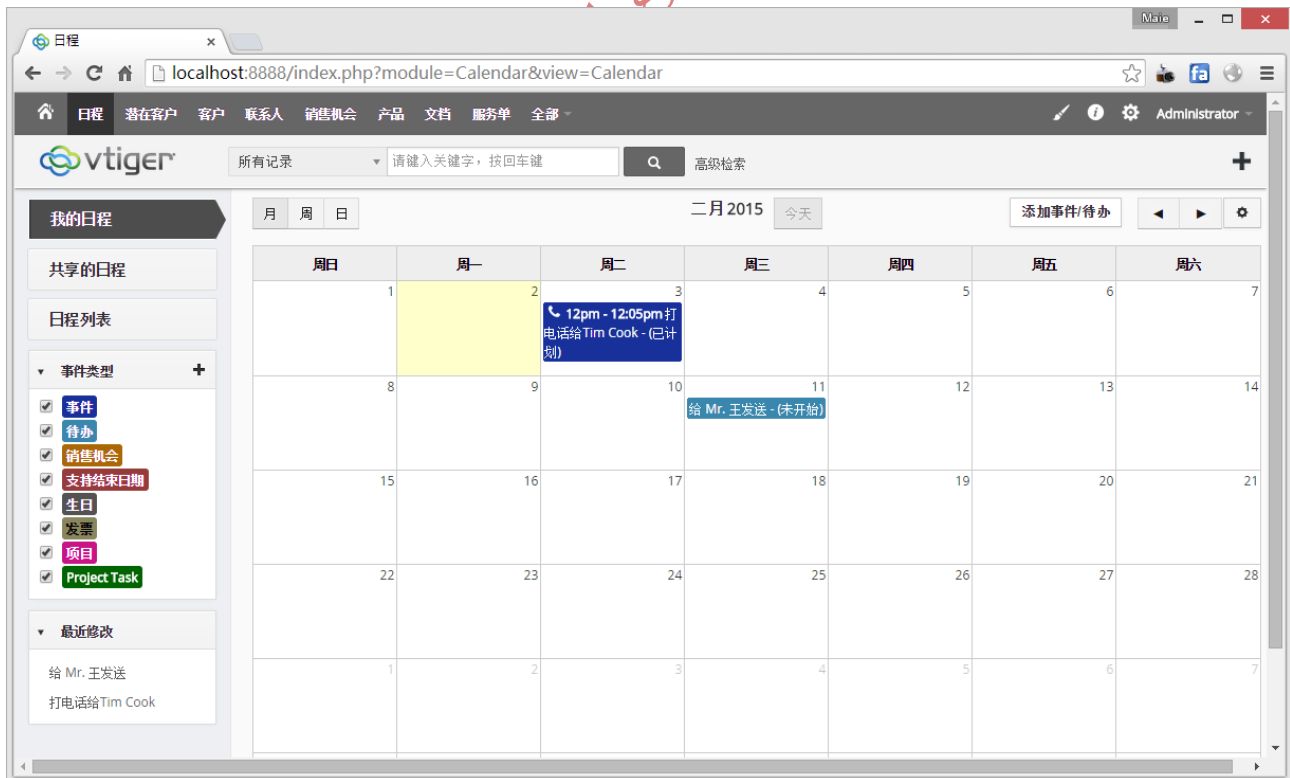 Maie
日程
localhost:8888/index.php?module=Calendar&view=Calendar
日程 潜在客户 客户 联系人 销售机会 产品 文档 服务单 全部 Administrator
vtiger 所有记录 请键入关键字，按回车键 高级检索
我的日程
共享的日程
日程列表
事件类型
事件
待办
销售机会
支持结束日期
生日
发票
项目
Project Task
最近修改
给 Mr. 王发送
打电话给Tim Cook
月 周 日 二月 2015 今天 添加事件/待办
周日 周一 周二 周三 周四 周五 周六
1 2 3 4 5 6 7
12pm - 12:05pm打
电话给Tim Cook - (已计
划)
8 9 10 11 12 13 14
给 Mr. 王发送 - (未开始)
15 16 17 18 19 20 21
22 23 24 25 26 27 28
1 2 3 4 5 6 7